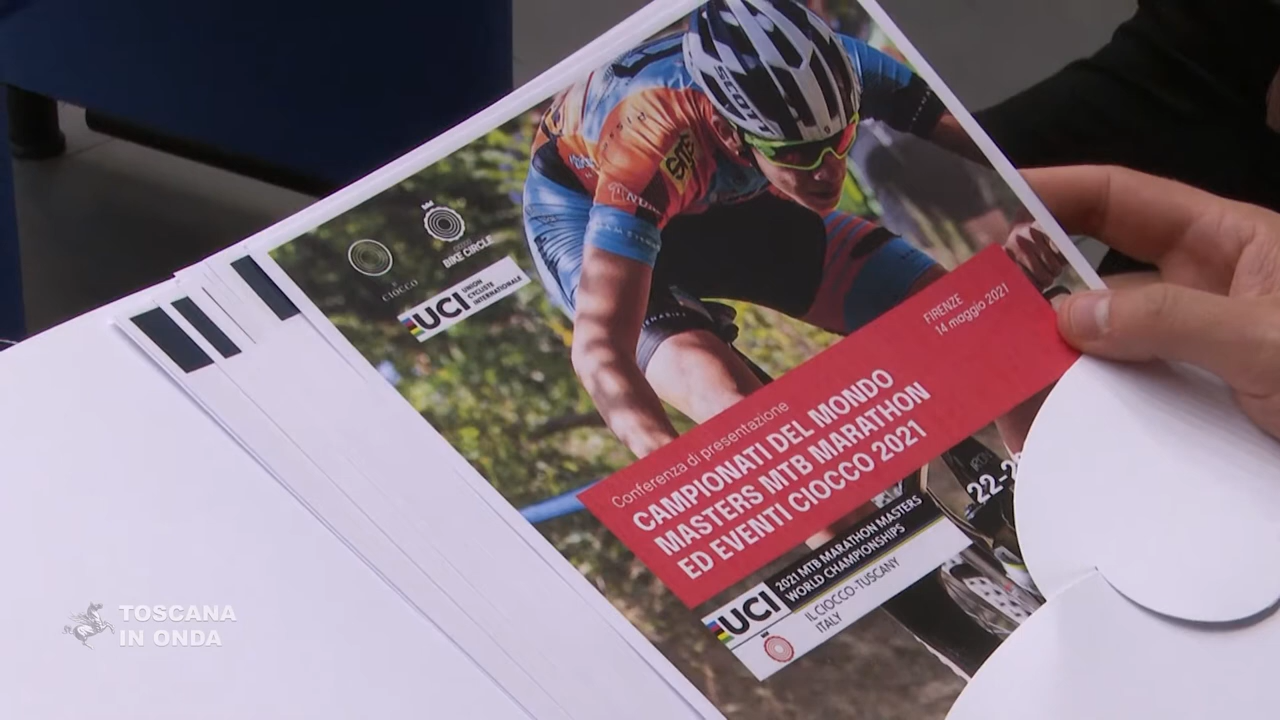 SCOTT
CIOCCO
BIKE CIRCLE
UCI
UNION
CYCLISTE
INTERNATIONALE
FIRENZE
14 maggio 2021
Conferenza di presentazione
CAMPIONATI DEL MONDO
MASTERS MTB MARATHON
ED EVENTI CIOCCO 2021
22-2
UCI
2021 MTB MARATHON MASTERS
WORLD CHAMPIONSHIPS
IL CIOCCO-TUSCANY
ITALY
TOSCANA
IN ONDA